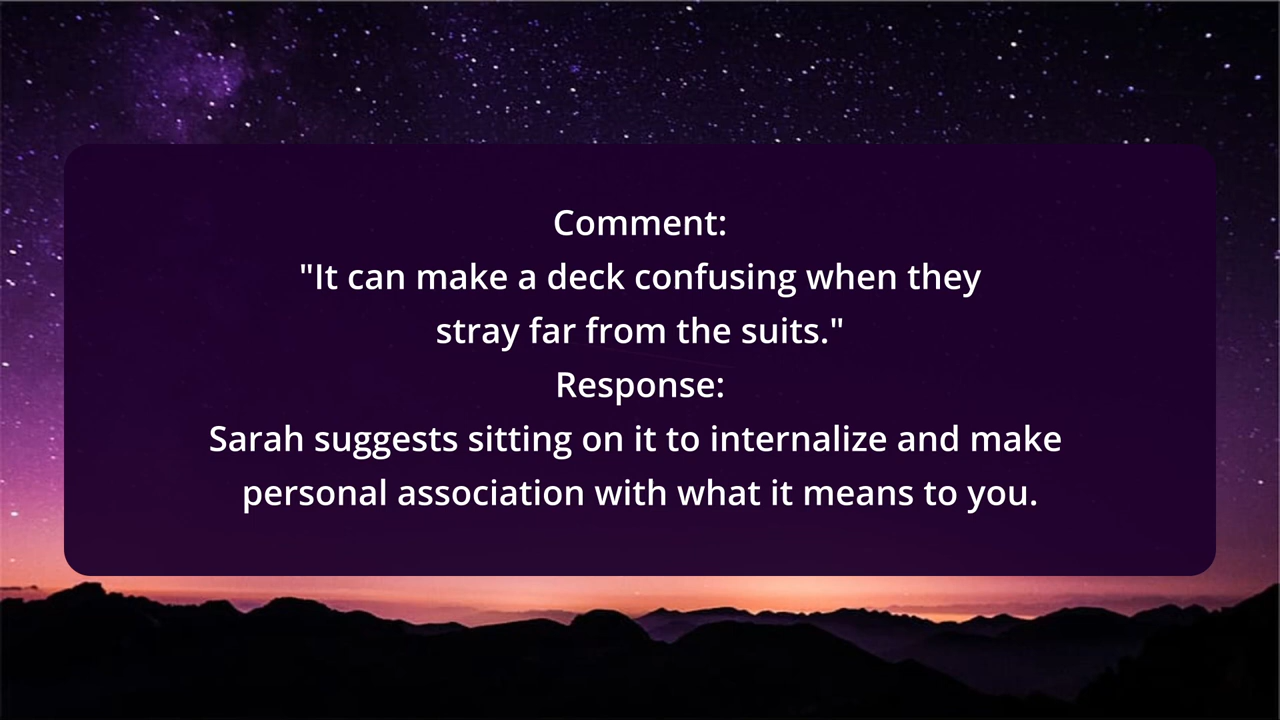 Comment:
"It can make a deck confusing when they
stray far from the suits."
Response:
Sarah suggests sitting on it to internalize and make
personal association with what it means to you.